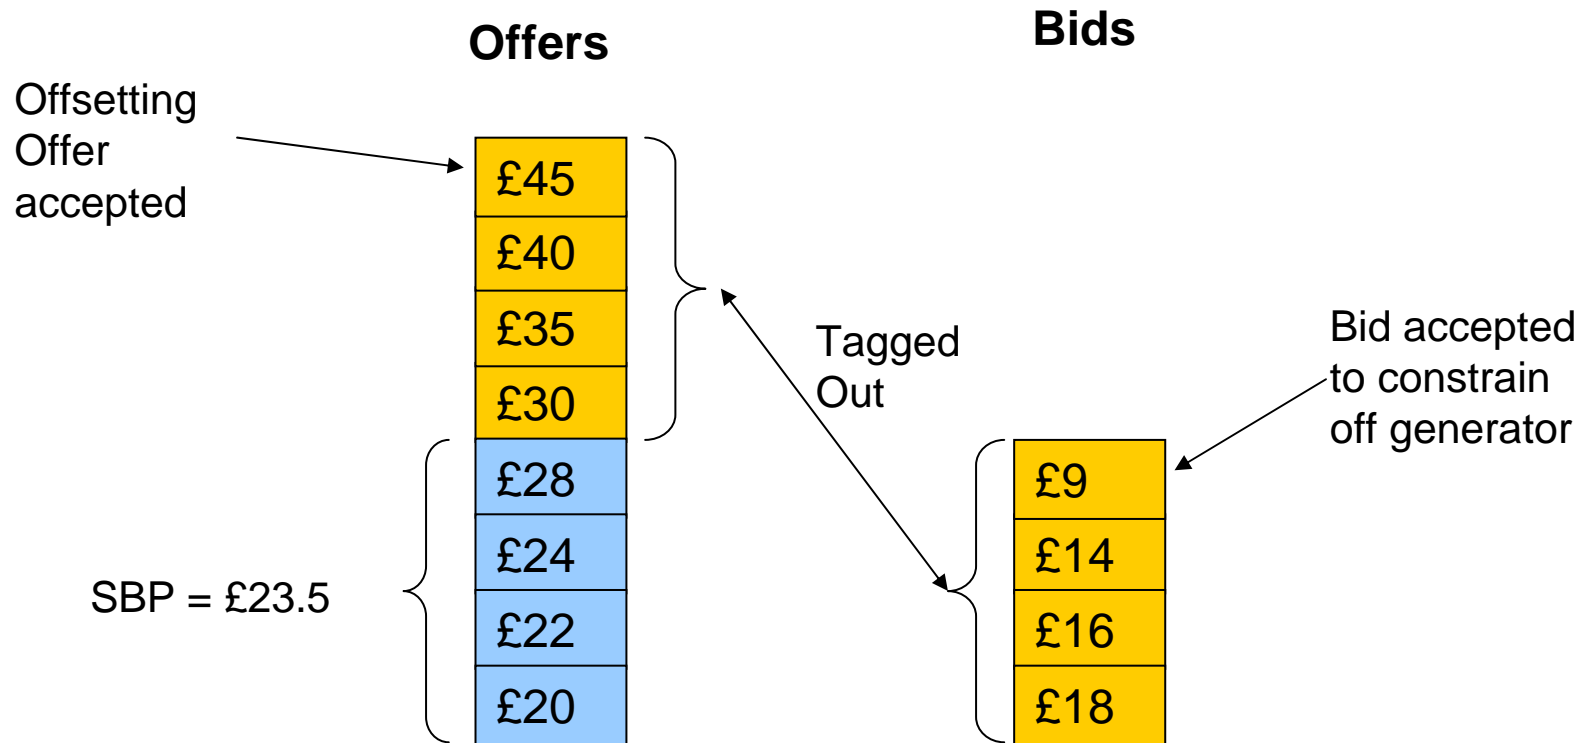 Offers
Bids
Offsetting
Offer
accepted
£45
£40
£35
£30
£28
£24
£22
£20
SBP = £23.5
Tagged
Out
Bid accepted
to constrain
off generator
£9
£14
£16
£18